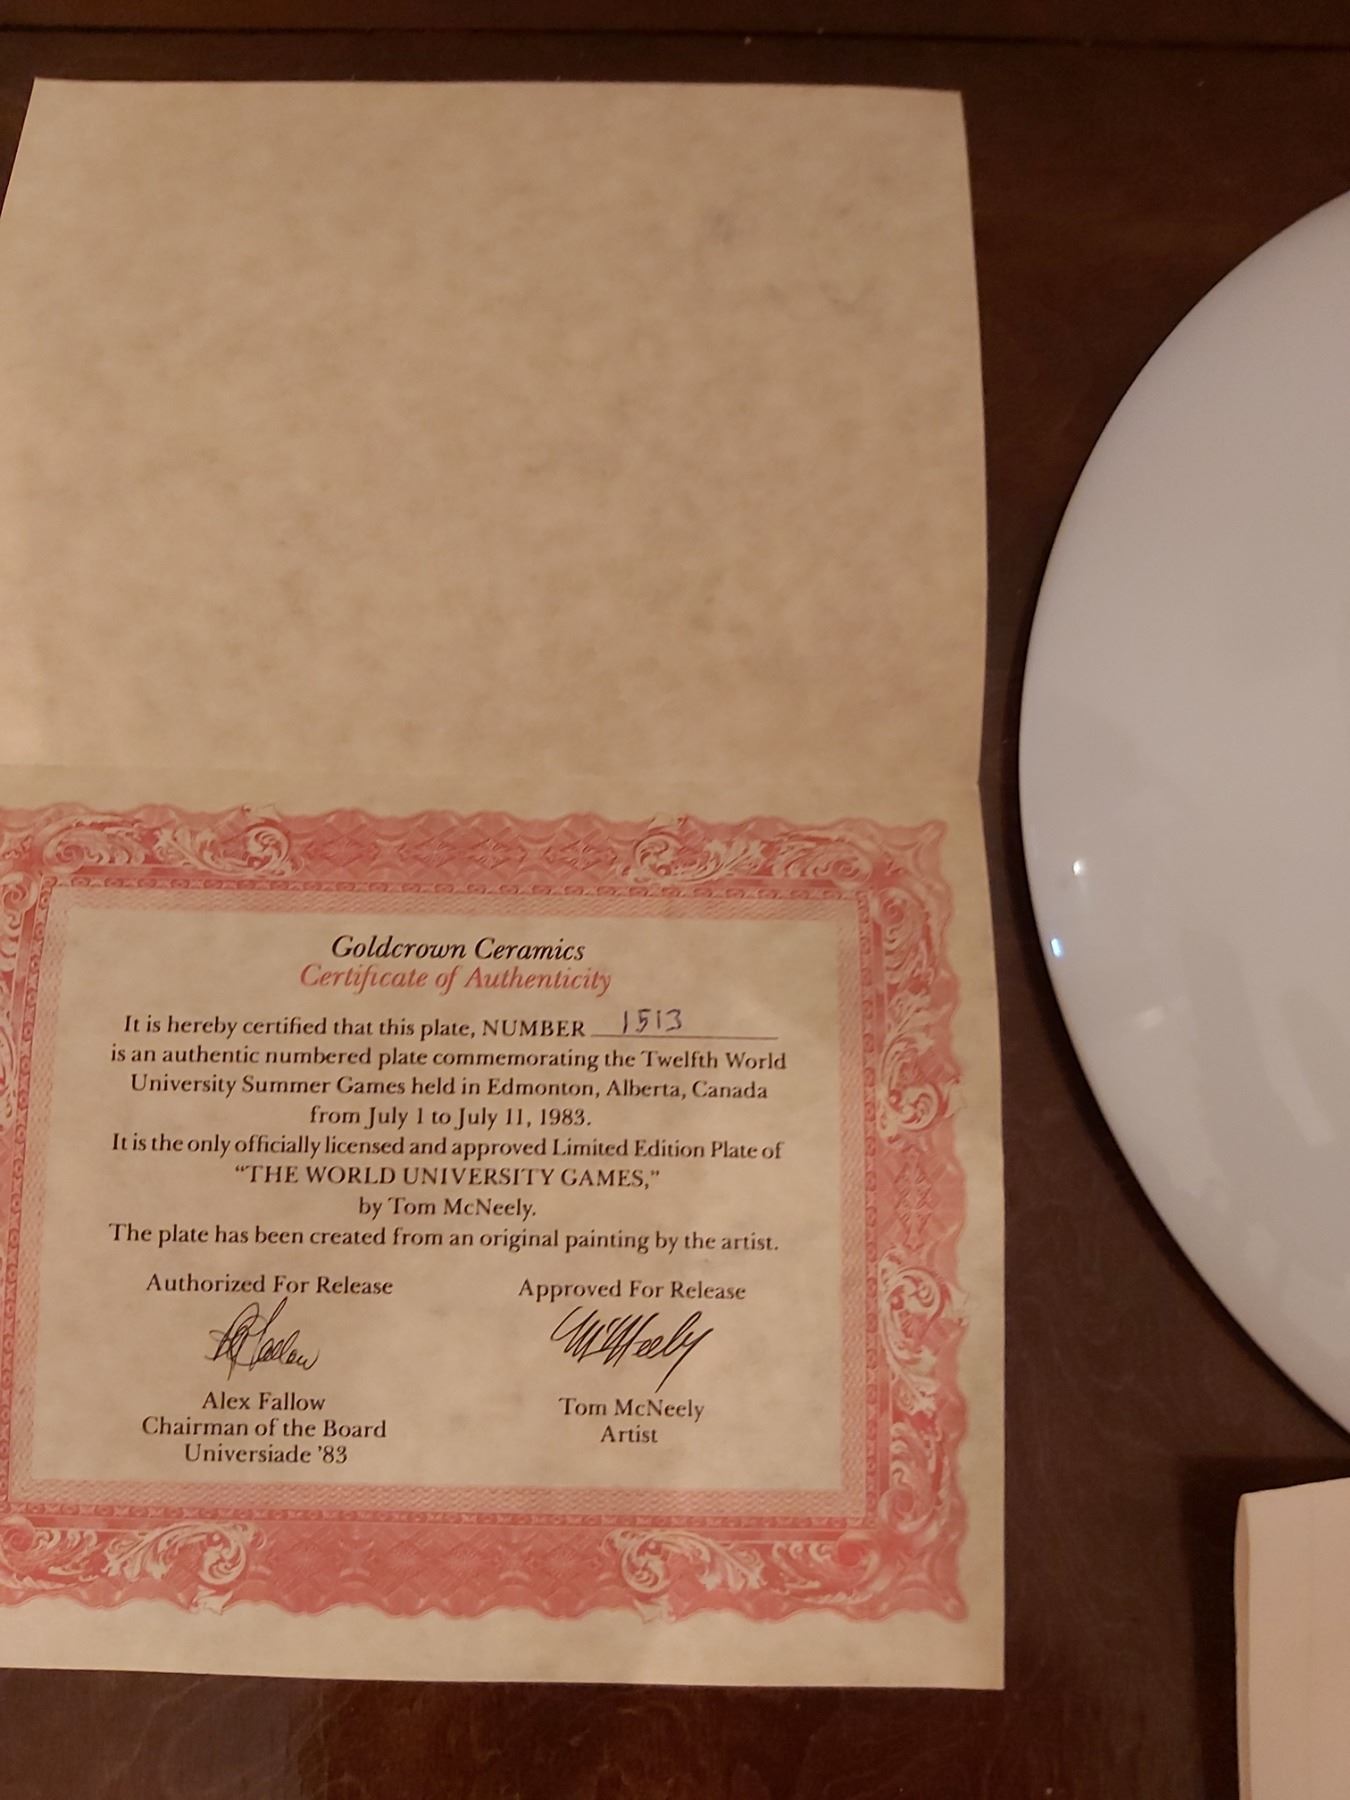 Goldcrown Ceramics
Certificate of Authenticity
It is hereby certified that this plate, NUMBER 1513
is an authentic numbered plate commemorating the Twelfth World
University Summer Games held in Edmonton, Alberta, Canada
from July 1 to July 11, 1983.
It is the only officially licensed and approved Limited Edition Plate of
“THE WORLD UNIVERSITY GAMES,”
by Tom McNeely.
The plate has been created from an original painting by the artist.
Authorized For Release
Alex Fallow
Chairman of the Board
Universiade '83
Approved For Release
McNeely
Tom McNeely
Artist